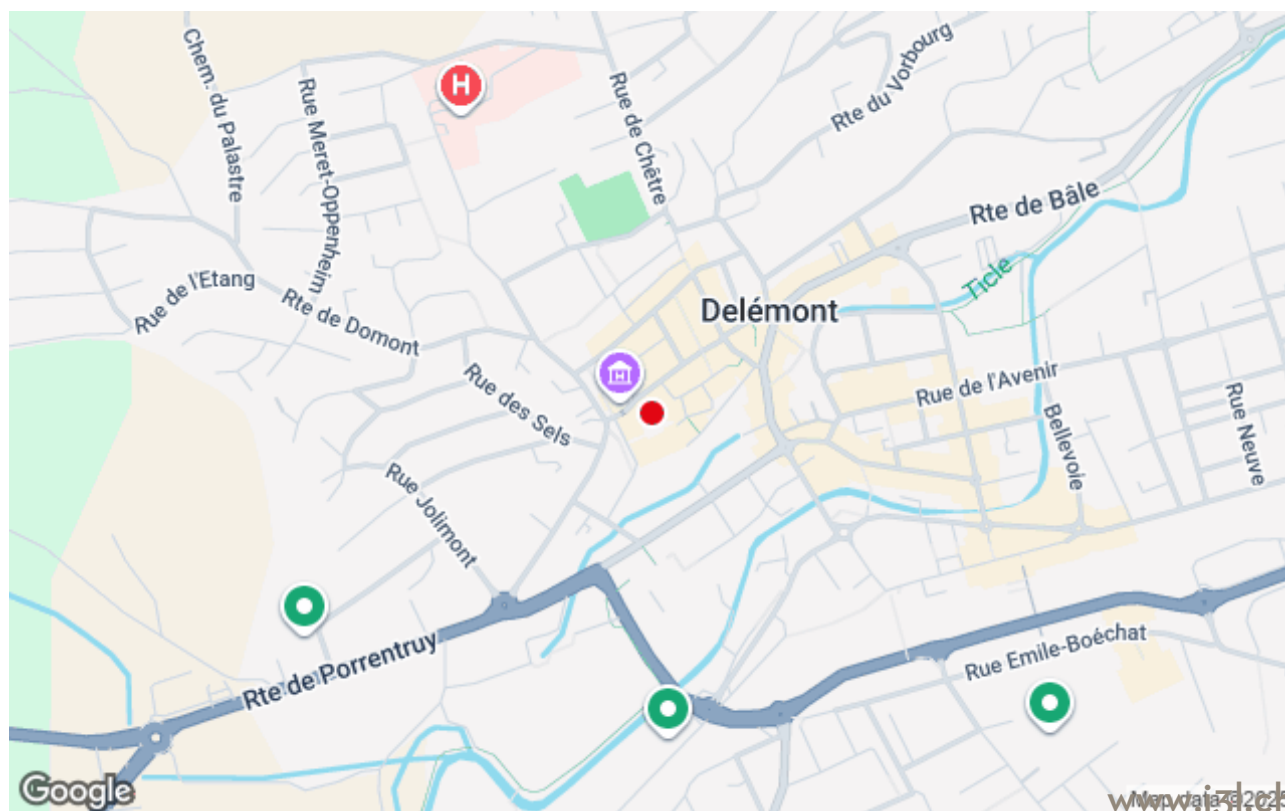 Chem. du Palastre
Rue Meret-Oppenheim
H
Rue de Chêtre
Rte du Vorbourg
Rte de Bâle
Rue de l'Etang
Rte de Domont
Ticle
Delémont
H
Rue des Sels
Rue de l'Avenir
Bellevoie
Rue Neuve
Rue Jolimont
Rte de Porrentruy
Rue Emile-Boéchat
Google